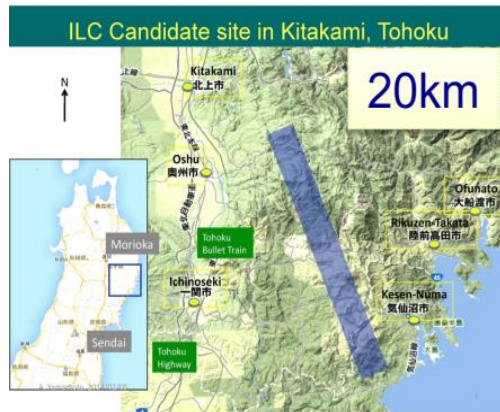 ILC Candidate site in Kitakami, Tohoku
20km
N
Kitakami
北上市
Oshu
奥州市
Ofunato
大船渡市
Rikuzen-Takata
陸前高田市
Tohoku
Bullet Train
Morioka
Ichinoseki
一関市
Kesen-Numa
気仙沼市
Sendai
Tohoku
Highway